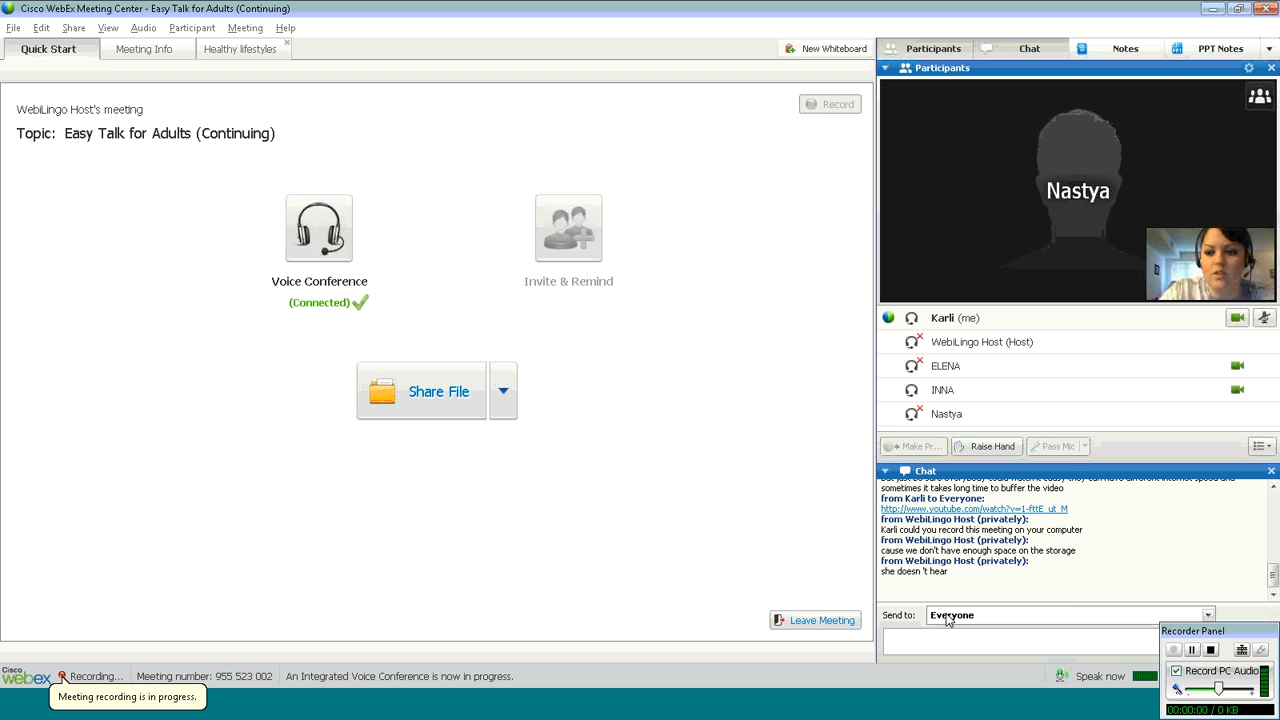 Cisco WebEx Meeting Center - Easy Talk for Adults (Continuing)
File Edit Share View Audio Participant Meeting Help
Quick Start Meeting Info Healthy lifestyles New Whiteboard
Participants Chat Notes PPT Notes
Participants
WebiLingo Host's meeting
Record
Topic: Easy Talk for Adults (Continuing)
Voice Conference
(Connected)
Invite & Remind
Share File
Leave Meeting
Nastya
Karli (me)
WebiLingo Host (Host)
ELENA
INNA
Nastya
Make Pr... Raise Hand Pass Mic
Chat
sometimes it takes long time to buffer the video
from Karli to Everyone:
http://www.youtube.com/watch?v=1-fttE_ut_M
from WebiLingo Host (privately):
Karli could you record this meeting on your computer
from WebiLingo Host (privately):
cause we don't have enough space on the storage
from WebiLingo Host (privately):
she doesn 't hear
Send to: Everyone
Recorder Panel
Record PC Audio
00:00:00 / 0 KB
Cisco webex Recording... Meeting number: 955 523 002 An Integrated Voice Conference is now in progress. Speak now
Meeting recording is in progress.